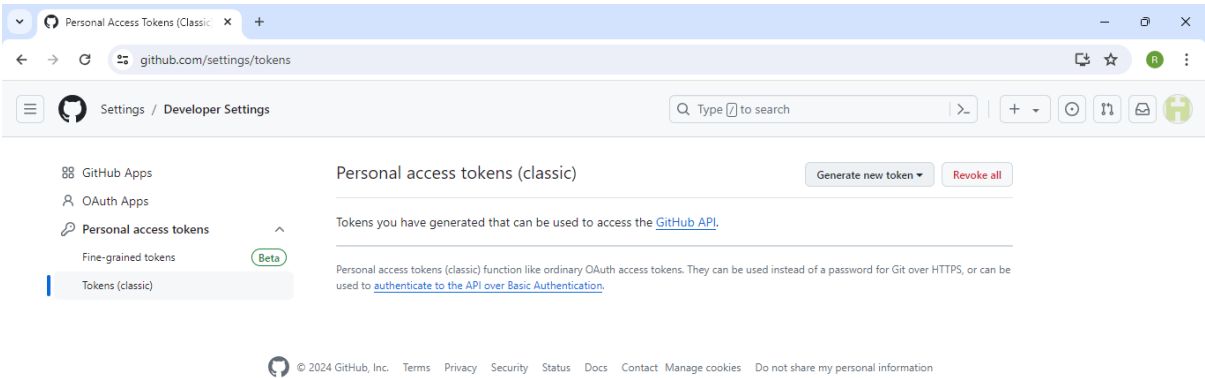 Personal Access Tokens (Classic
github.com/settings/tokens
R
Settings / Developer Settings
Type / to search
GitHub Apps
OAuth Apps
Personal access tokens
Fine-grained tokens Beta
Tokens (classic)
Personal access tokens (classic)
Generate new token
Revoke all
Tokens you have generated that can be used to access the GitHub API.
Personal access tokens (classic) function like ordinary OAuth access tokens. They can be used instead of a password for Git over HTTPS, or can be
used to authenticate to the API over Basic Authentication.
© 2024 GitHub, Inc. Terms Privacy Security Status Docs Contact Manage cookies Do not share my personal information